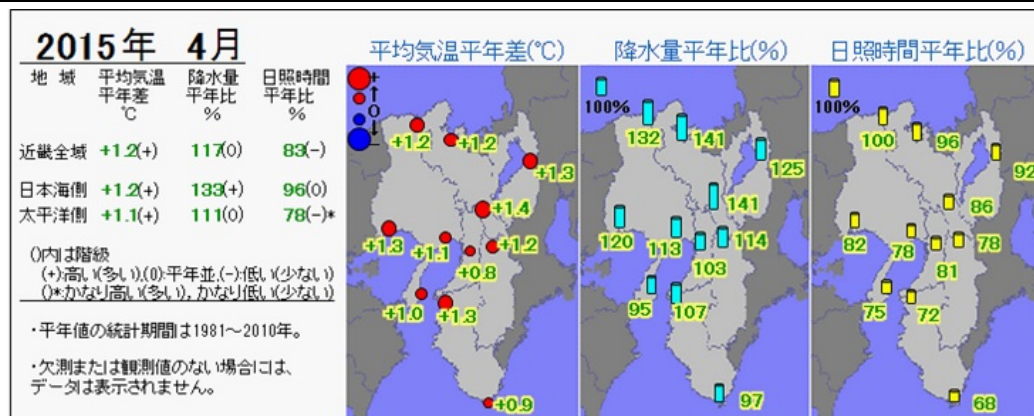 2015年 4月
地 域 平均気温 降水量 日照時間
平年差 平年比 平年比
℃ % %
近畿全域 +1.2(+) 117(0) 83(-)
日本海側 +1.2(+) 133(+) 96(0)
太平洋側 +1.1(+) 111(0) 78(-)*
()内は階級
(+):高い(多い),(0):平年並,(-):低い(少ない)
()*:かなり高い(多い), かなり低い(少ない)
・平年値の統計期間は1981～2010年。
・欠測または観測値のない場合には、
データは表示されません。
平均気温平年差(℃)
+
0
-
+1.2
+1.2
+1.3
+1.4
+1.3
+1.1
+1.2
+0.8
+1.0
+1.3
+0.9
降水量平年比(%)
100%
132
141
125
141
120
113
114
103
95
107
97
日照時間平年比(%)
100%
100
96
92
86
82
78
78
81
75
72
68